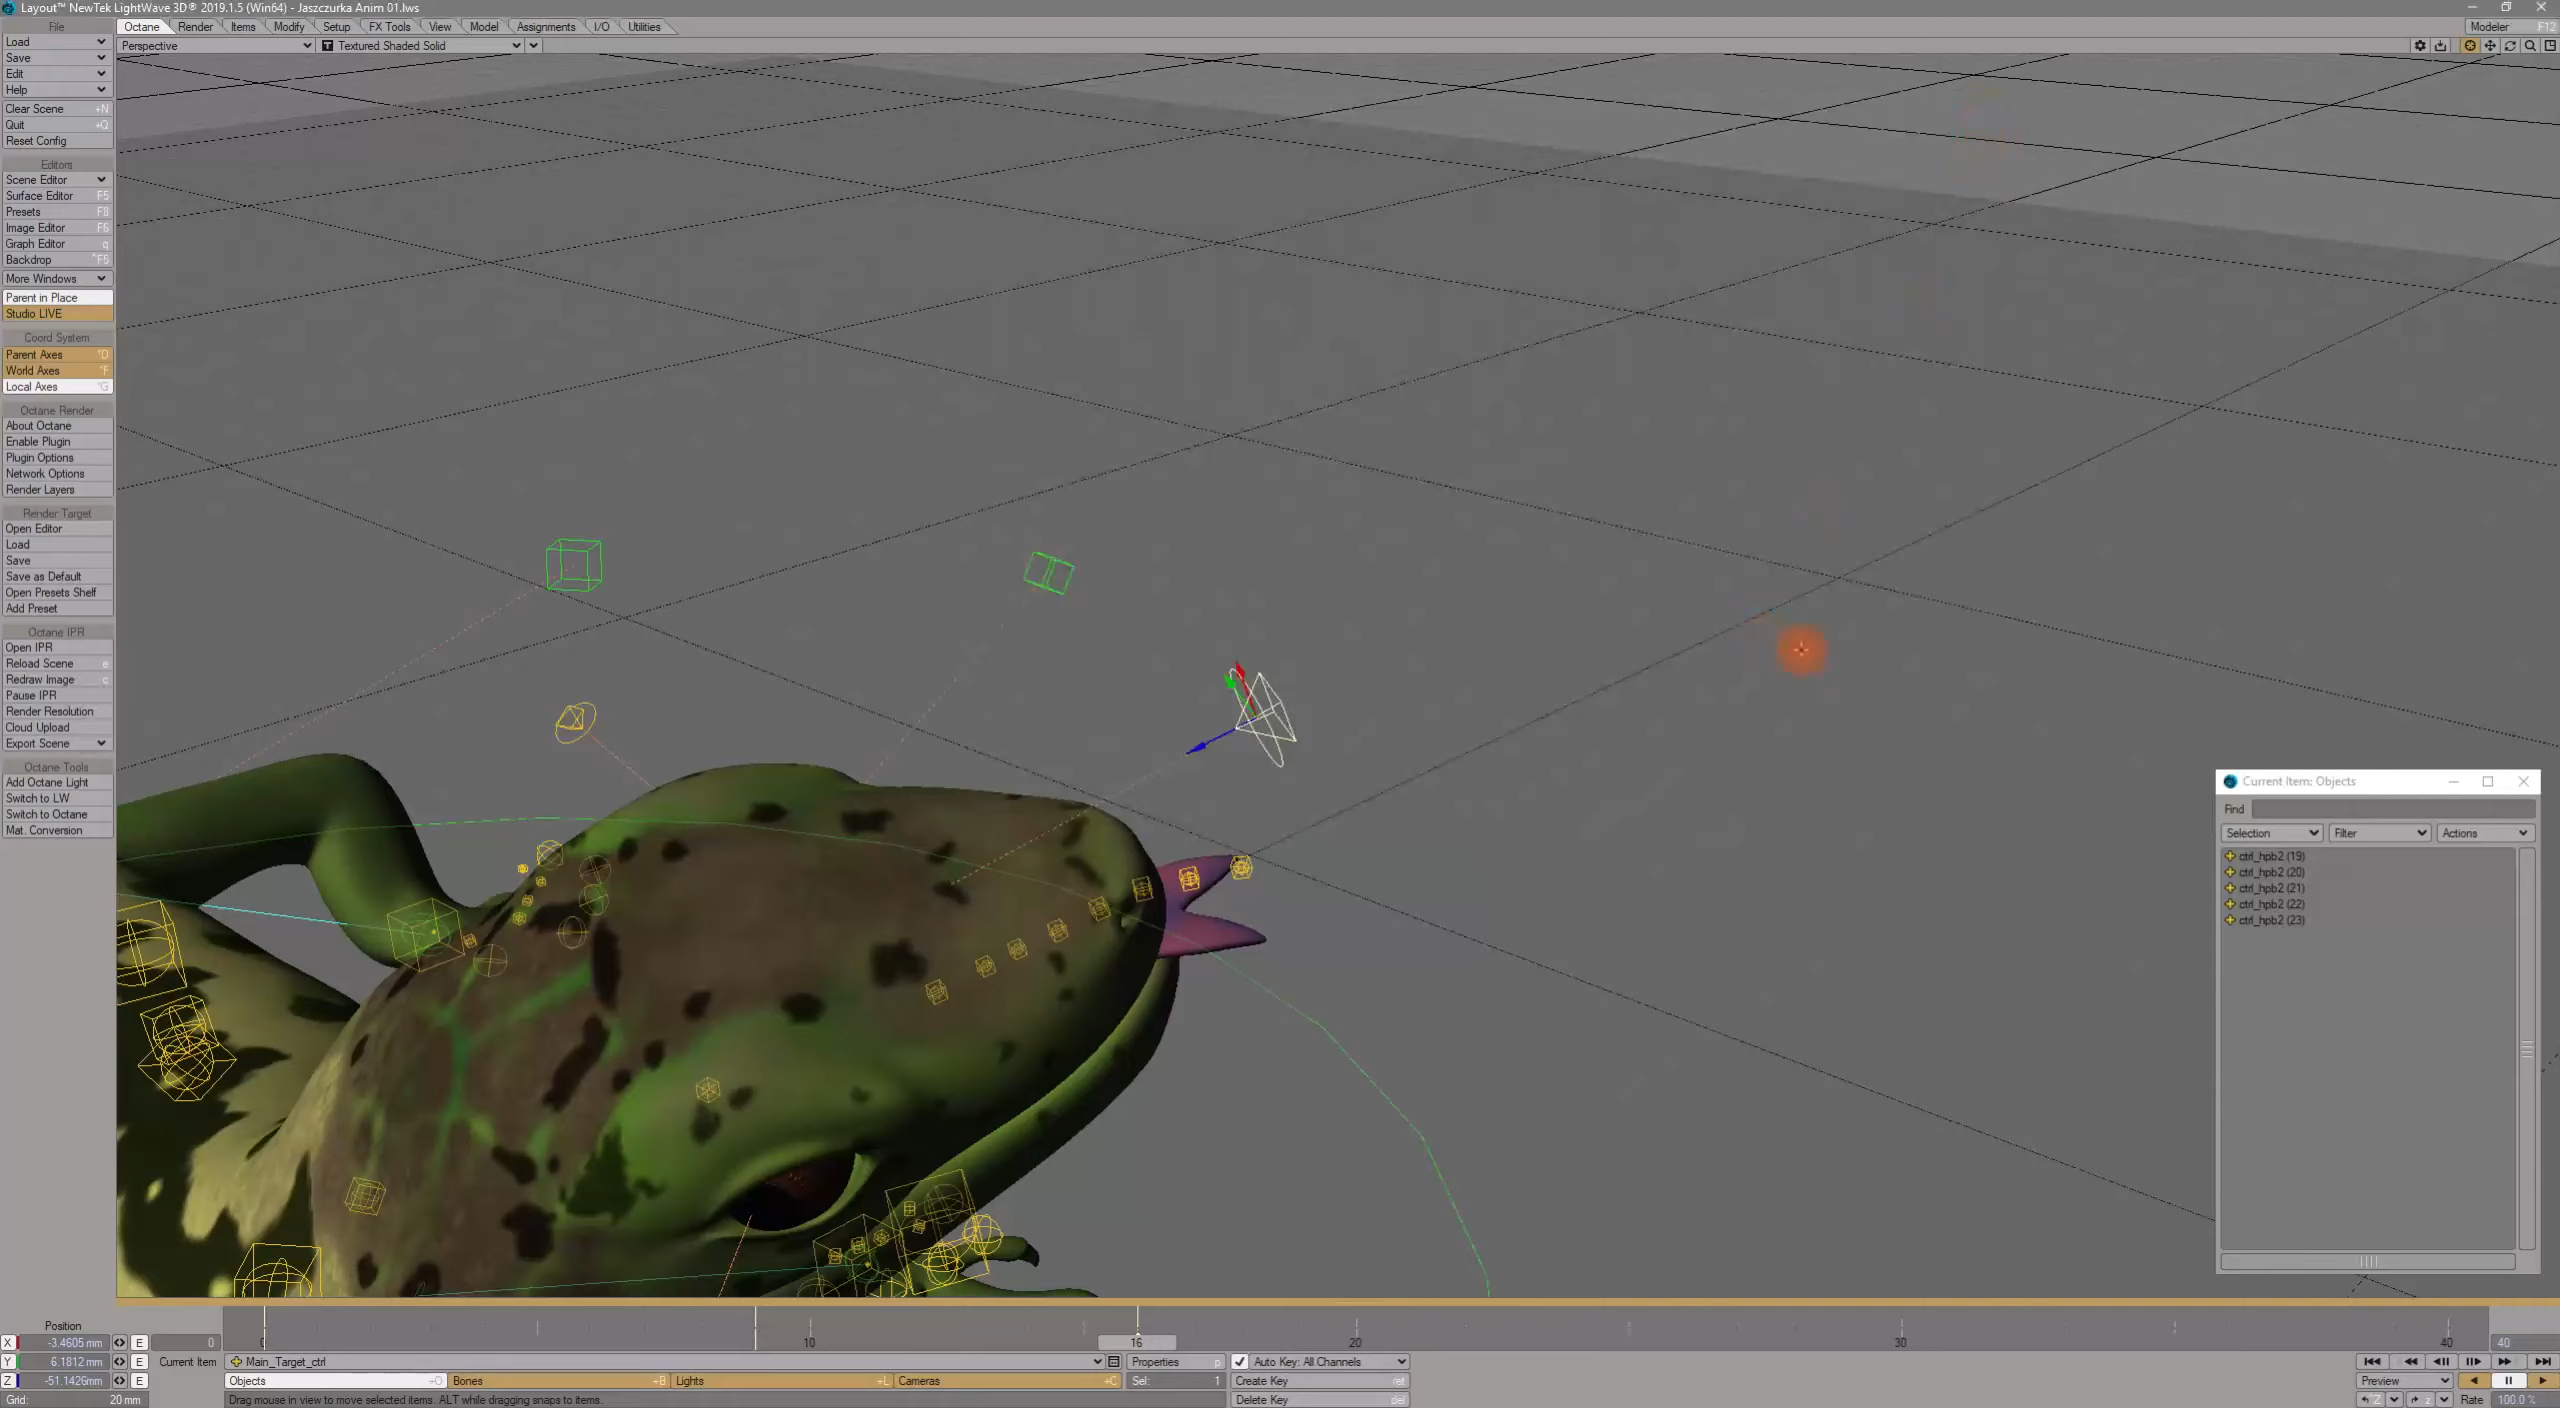 Layout™ NewTek LightWave 3D® 2019.1.5 (Win64) - Jaszczurka Anim 01.lws
File
Octane Render Items Modify Setup FX Tools View Model Assignments I/O Utilities
Modeler F12
Load
Perspective
T Textured Shaded Solid
Save
Edit
Help
Clear Scene +N
Quit +Q
Reset Config
Editors
Scene Editor
Surface Editor F5
Presets F8
Image Editor F6
Graph Editor q
Backdrop ^F5
More Windows
Parent in Place
Studio LIVE
Coord System
Parent Axes ^D
World Axes ^F
Local Axes ^G
Octane Render
About Octane
Enable Plugin
Plugin Options
Network Options
Render Layers
Render Target
Open Editor
Load
Save
Save as Default
Open Presets Shelf
Add Preset
Octane IPR
Open IPR
Reload Scene e
Redraw Image c
Pause IPR
Render Resolution
Cloud Upload
Export Scene
Octane Tools
Add Octane Light
Switch to LW
Switch to Octane
Mat. Conversion
Current Item: Objects
Find
Selection Filter Actions
ctrl_hpb2 (19)
ctrl_hpb2 (20)
ctrl_hpb2 (21)
ctrl_hpb2 (22)
ctrl_hpb2 (23)
Position
X -3.4605 mm E 0
0 10 16 20 30 40 40
Y 6.1812 mm E Current Item Main_Target_ctrl Properties p Auto Key: All Channels
Z -51.1426mm E Objects +O Bones +B Lights +L Cameras +C Sel: 1 Create Key ret Preview
Grid: 20 mm Drag mouse in view to move selected items. ALT while dragging snaps to items. Delete Key del ^Z z Rate 100.0 %